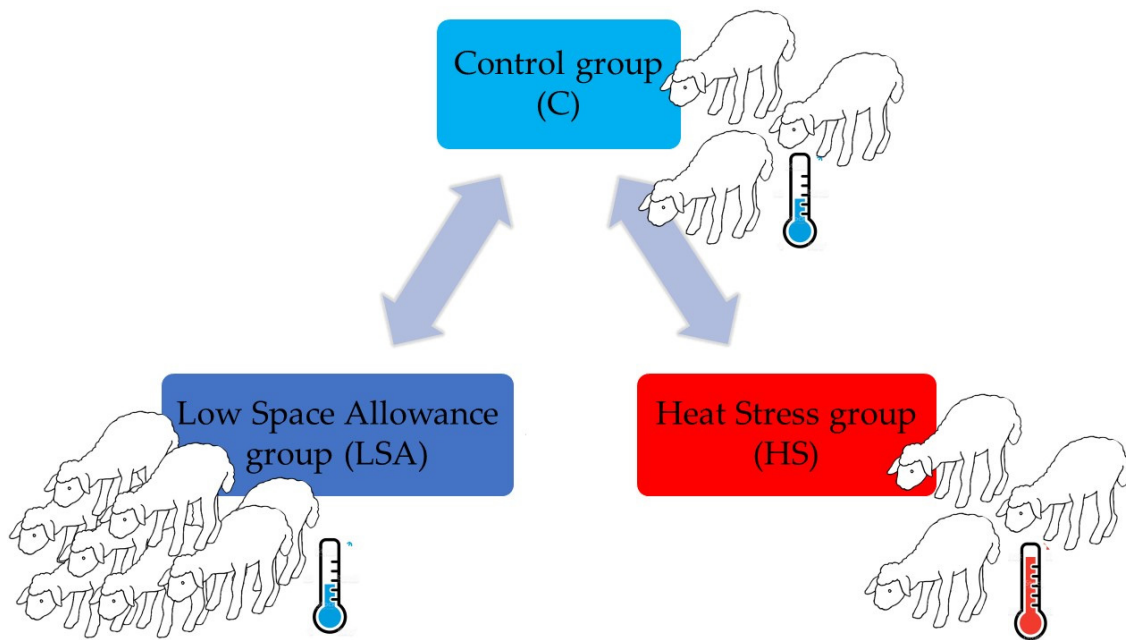 Control group
(C)
Low Space Allowance
group (LSA)
Heat Stress group
(HS)